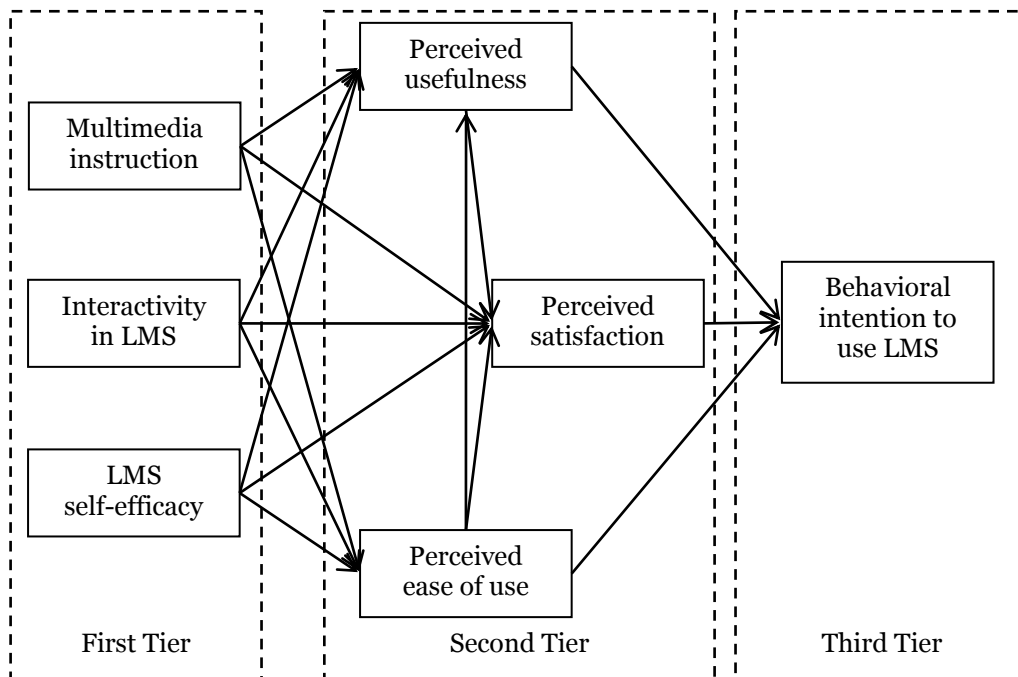 Perceived
usefulness
Multimedia
instruction
Interactivity
in LMS
Perceived
satisfaction
Behavioral
intention to
use LMS
LMS
self-efficacy
Perceived
ease of use
First Tier
Second Tier
Third Tier